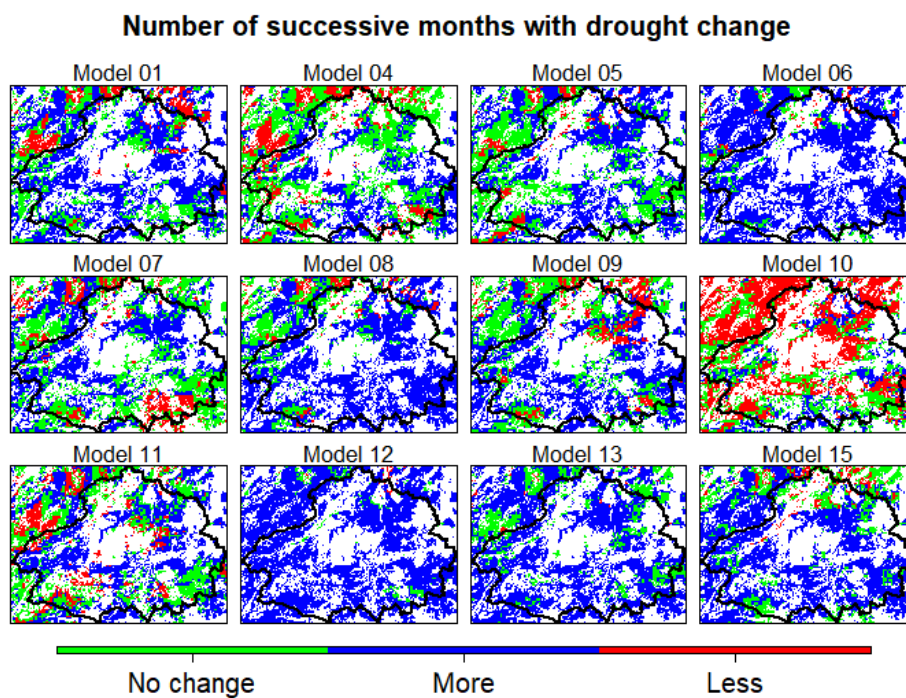 Number of successive months with drought change
Model 01 Model 04 Model 05 Model 06
Model 07 Model 08 Model 09 Model 10
Model 11 Model 12 Model 13 Model 15
No change More Less